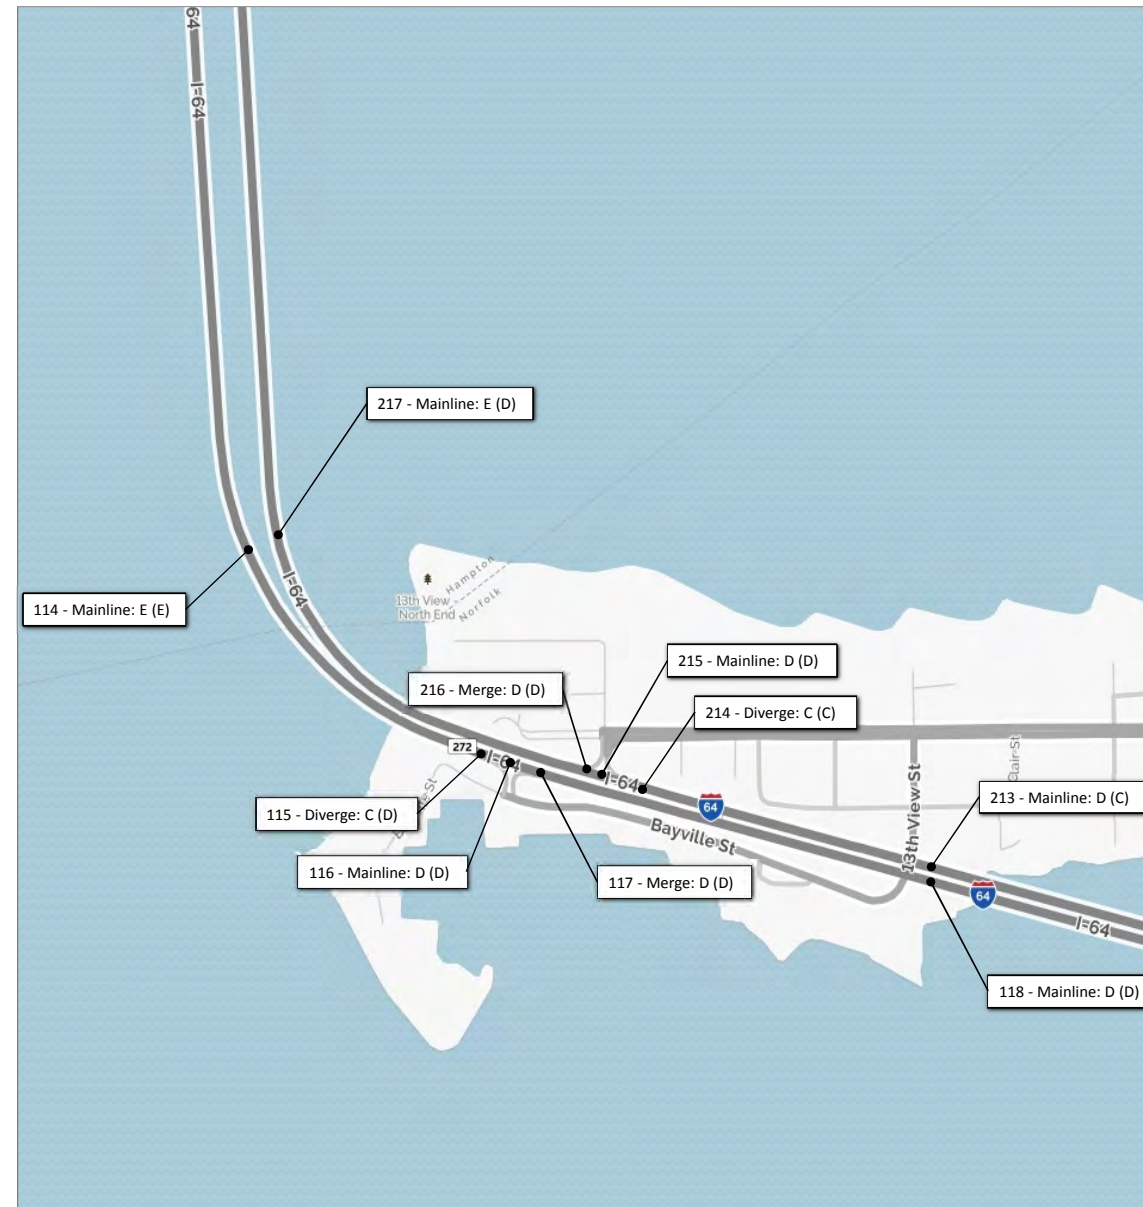 64
I-64
217 - Mainline: E (D)
I-64
114 - Mainline: E (E)
13th View
North End
Hampton
Norfolk
215 - Mainline: D (D)
216 - Merge: D (D)
214 - Diverge: C (C)
272
I-64
I-64
64
13th View St
Clair St
213 - Mainline: D (C)
115 - Diverge: C (D)
Bayville St
116 - Mainline: D (D)
117 - Merge: D (D)
64
I-64
118 - Mainline: D (D)